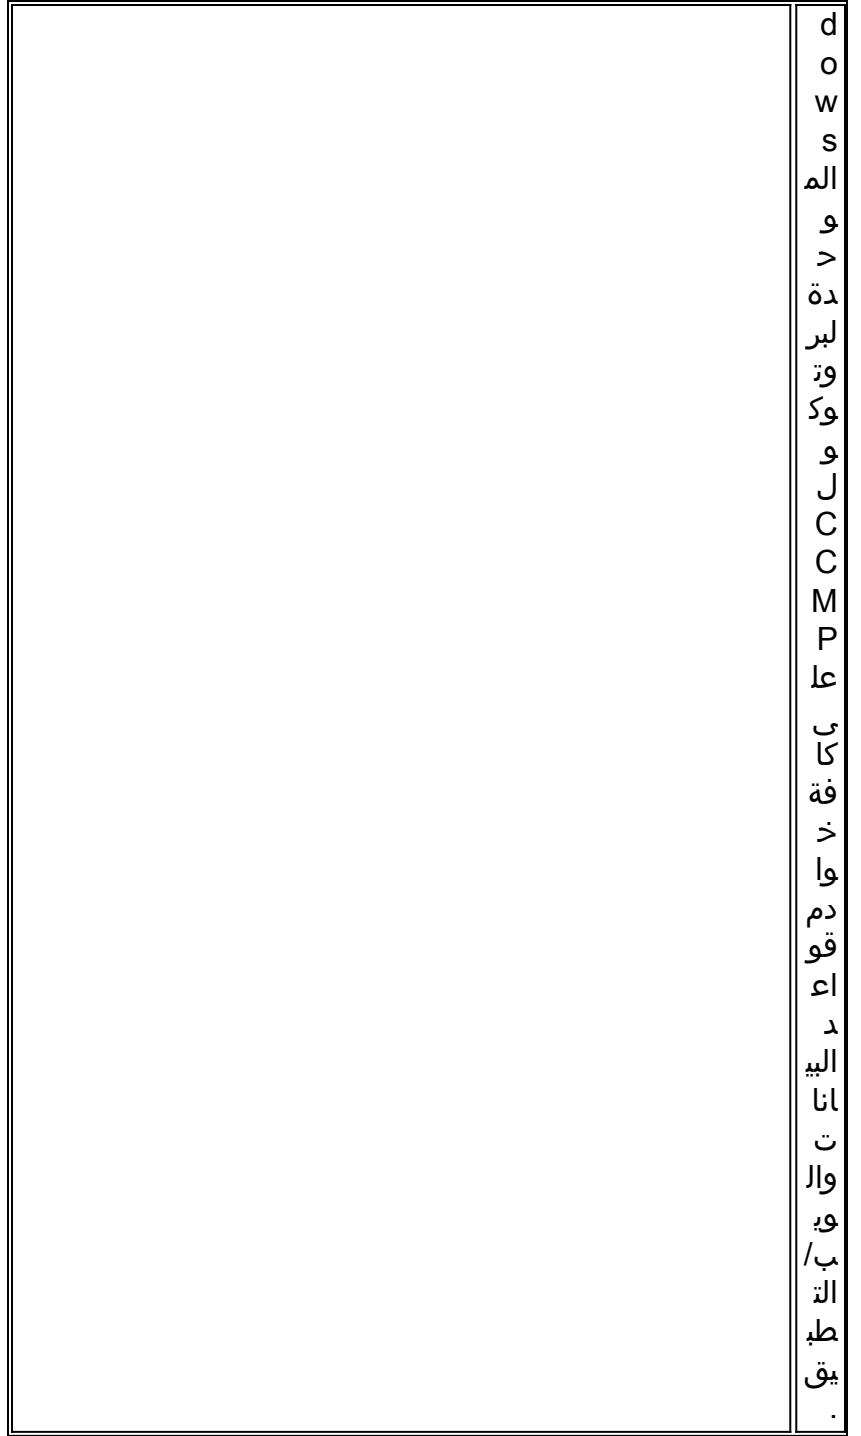 d
o
w
s
الم
و
ح
دة
لبر
وت
وك
و
ل
C
C
M
P
عل
ى
كا
فة
خ
وا
دم
قو
اع
د
البي
انا
ت
وال
وي
ب/
الت
طب
يق
.